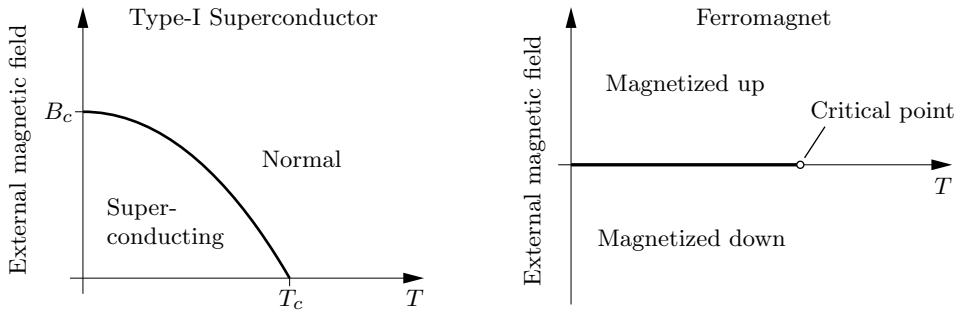 Type-I Superconductor
External magnetic field
B_c
Normal
Super-
conducting
T_c
T
Ferromagnet
External magnetic field
Magnetized up
Critical point
T
Magnetized down